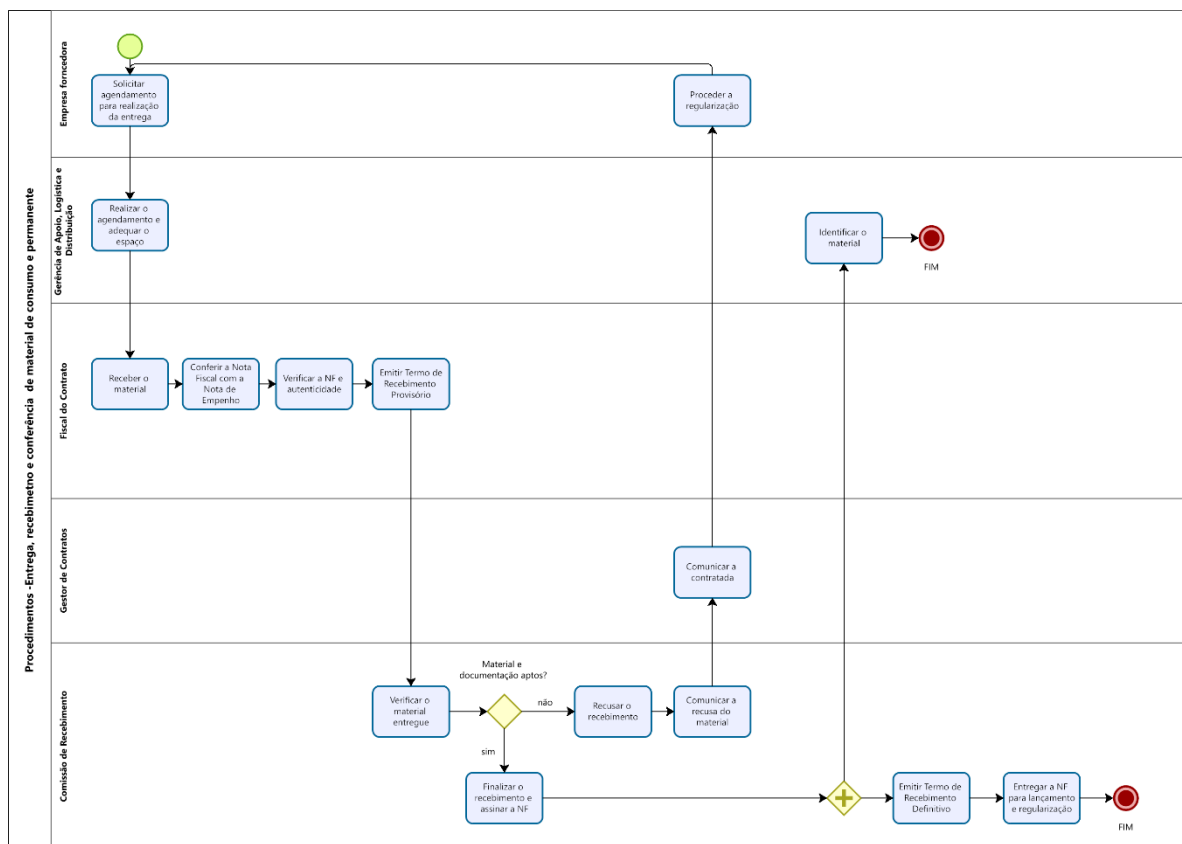 Procedimentos -Entrega, recebimetno e conferência  de material de consumo e permanente
Empresa forncedora
Solicitar
agendamento
para realização
da entrega
Proceder a
regularização
Gerência de Apoio, Logística e
Distribuição
Realizar o
agendamento e
adequar o
espaço
Identificar o
material
FIM
Fiscal do Contrato
Receber o
material
Conferir a Nota
Fiscal com a
Nota de
Empenho
Verificar a NF e
autenticidade
Emitir Termo de
Recebimento
Provisório
Gestor de Contratos
Comunicar a
contratada
Comissão de Recebimento
Verificar o
material
entregue
Material e
documentação aptos?
não
Recusar o
recebimento
Comunicar a
recusa do
material
sim
Finalizar o
recebimento e
assinar a NF
Emitir Termo de
Recebimento
Definitivo
Entregar a NF
para lançamento
e regularização
FIM